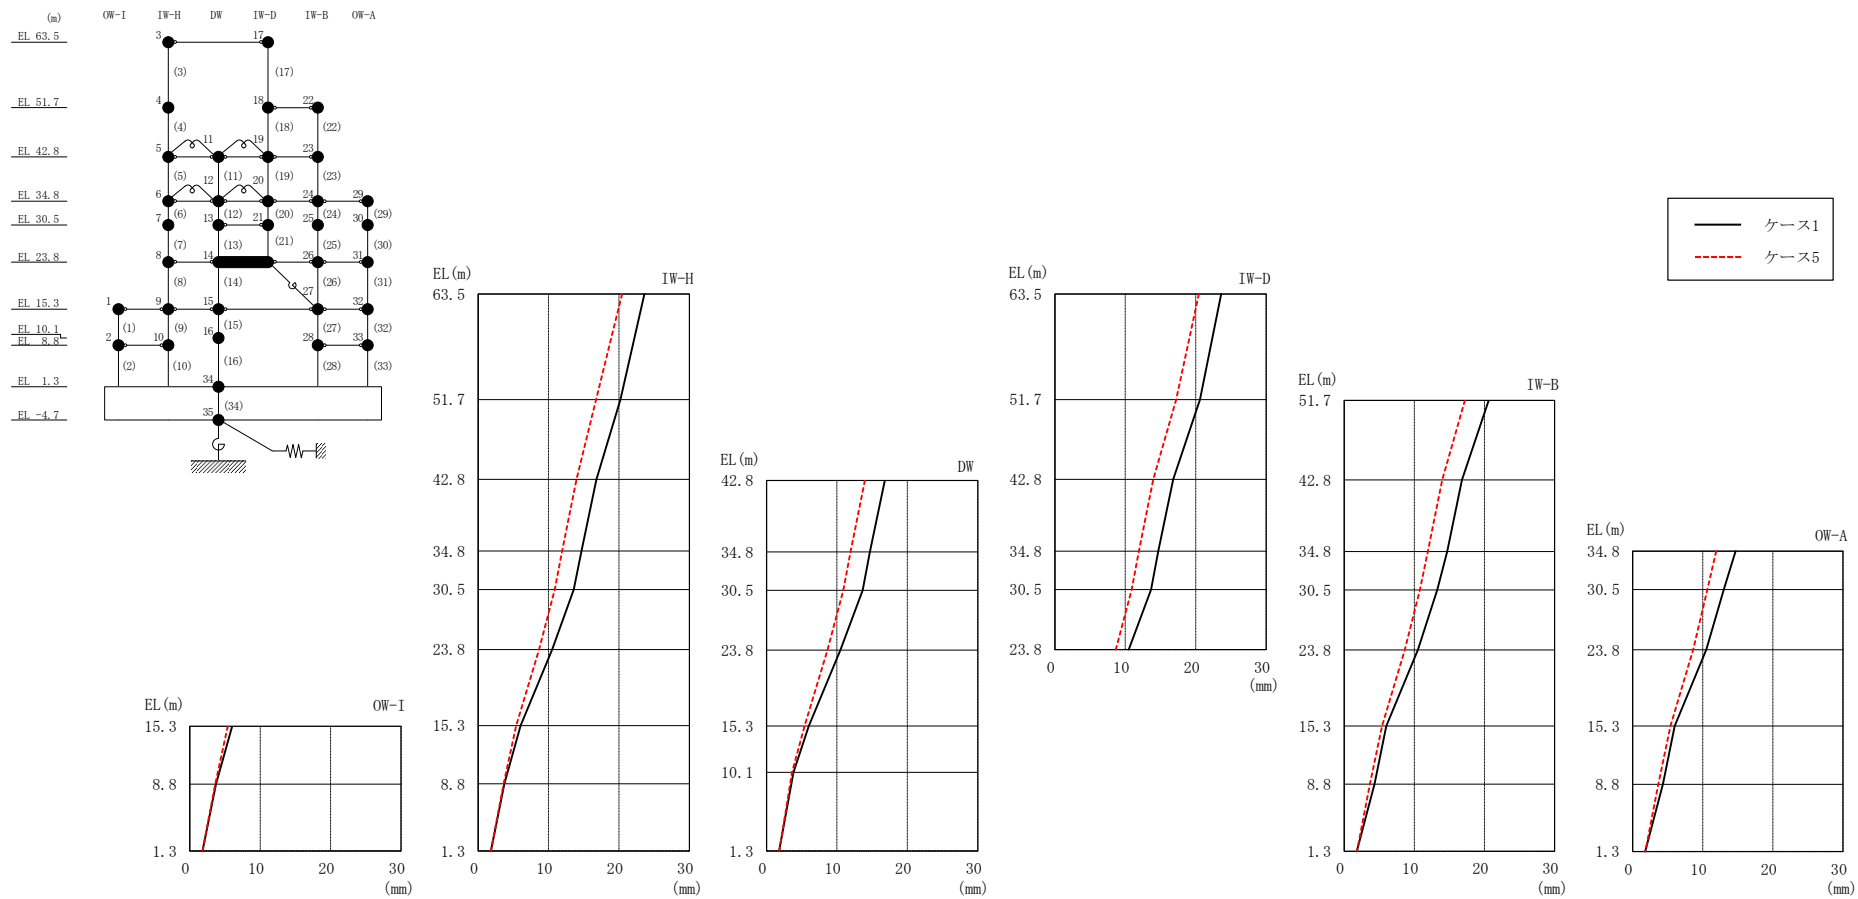 (m) OW-I IW-H DW IW-D IW-B OW-A
EL 63.5 3 17
(3) (17)
EL 51.7 4 18 22
(4) (18) (22)
EL 42.8 5 11 19 23
(5) (11) (19) (23)
EL 34.8 6 12 20 24 29
(6) (12) (20) (24) (29)
EL 30.5 7 13 21 25 30
(7) (13) (21) (25) (30)
EL 23.8 8 14 26 31
(8) (14) (26) (31)
27
EL 15.3 1 9 15 32
(1) (9) (15) (27) (32)
EL 10.1 16
EL 8.8 2 10 28 33
(2) (10) (16) (28) (33)
EL 1.3 34
(34)
EL -4.7 35
ケース1
ケース5
EL(m) OW-I
15.3
8.8
1.3
0 10 20 30
(mm)
EL(m) IW-H
63.5
51.7
42.8
34.8
30.5
23.8
15.3
8.8
1.3
0 10 20 30
(mm)
EL(m) DW
42.8
34.8
30.5
23.8
15.3
10.1
1.3
0 10 20 30
(mm)
EL(m) IW-D
63.5
51.7
42.8
34.8
30.5
23.8
0 10 20 30
(mm)
EL(m) IW-B
51.7
42.8
34.8
30.5
23.8
15.3
8.8
1.3
0 10 20 30
(mm)
EL(m) OW-A
34.8
30.5
23.8
15.3
8.8
1.3
0 10 20 30
(mm)